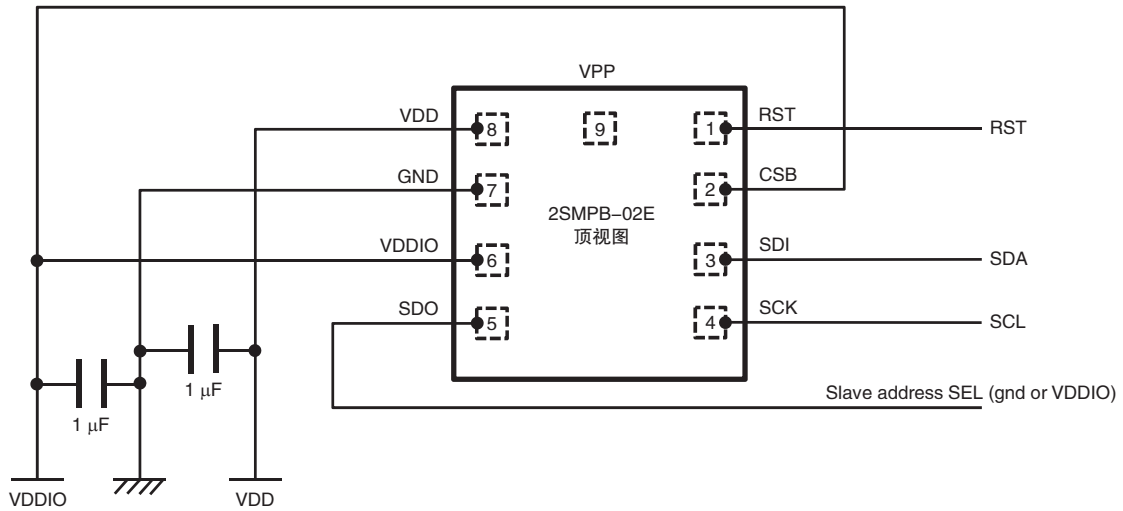 VPP
VDD
8
9
1
RST
RST
GND
7
2
CSB
2SMPB-02E
顶视图
VDDIO
6
3
SDI
SDA
SDO
5
4
SCK
SCL
1 μF
1 μF
Slave address SEL (gnd or VDDIO)
VDDIO
VDD